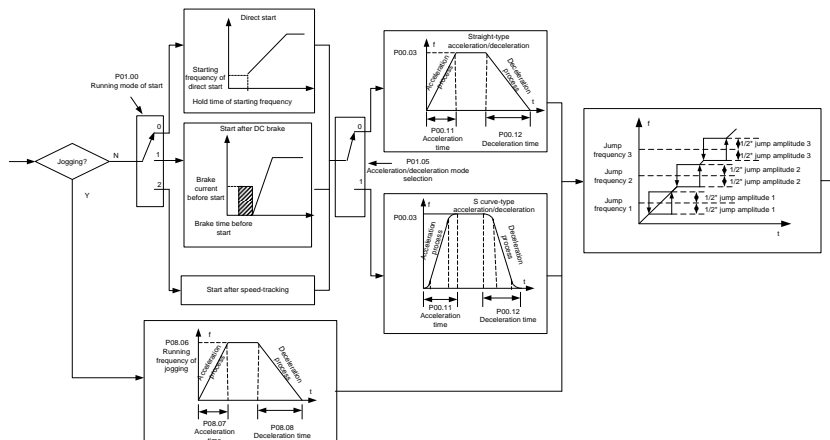 Jogging?
N
Y
P01.00
Running mode of start
0
1
2
Direct start
Starting
frequency of
direct start
Hold time of starting frequency
Start after DC brake
Brake
current
before start
Brake time before
start
Start after speed-tracking
0
1
P01.05
Acceleration/deceleration mode
selection
Straight-type
acceleration/deceleration
P00.03
f
Acceleration
process
Deceleration
process
t
P00.11
Acceleration
time
P00.12
Deceleration time
S curve-type
acceleration/deceleration
P00.03
f
Acceleration
process
Deceleration
process
t
P00.11
Acceleration
time
P00.12
Deceleration time
P08.06
Running
frequency of
jogging
f
Acceleration
process
Deceleration
process
t
P08.07
Acceleration
time
P08.08
Deceleration time
f
Jump
frequency 3
Jump
frequency 2
Jump
frequency 1
1/2* jump amplitude 3
1/2* jump amplitude 3
1/2* jump amplitude 2
1/2* jump amplitude 2
1/2* jump amplitude 1
1/2* jump amplitude 1
t